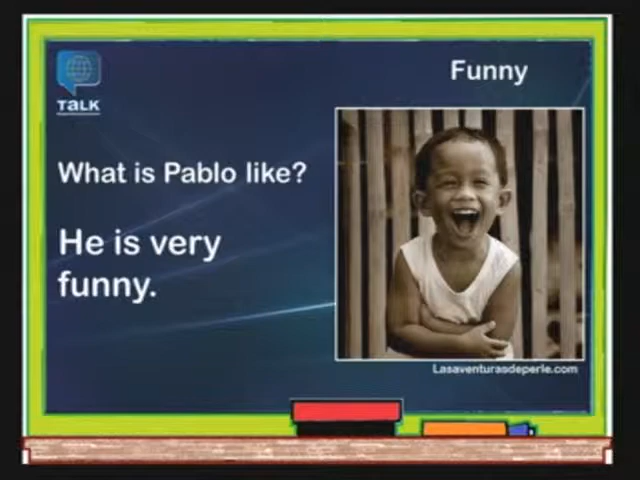 TALK
Funny
What is Pablo like?
He is very
funny.
Lasaventurasdeperle.com